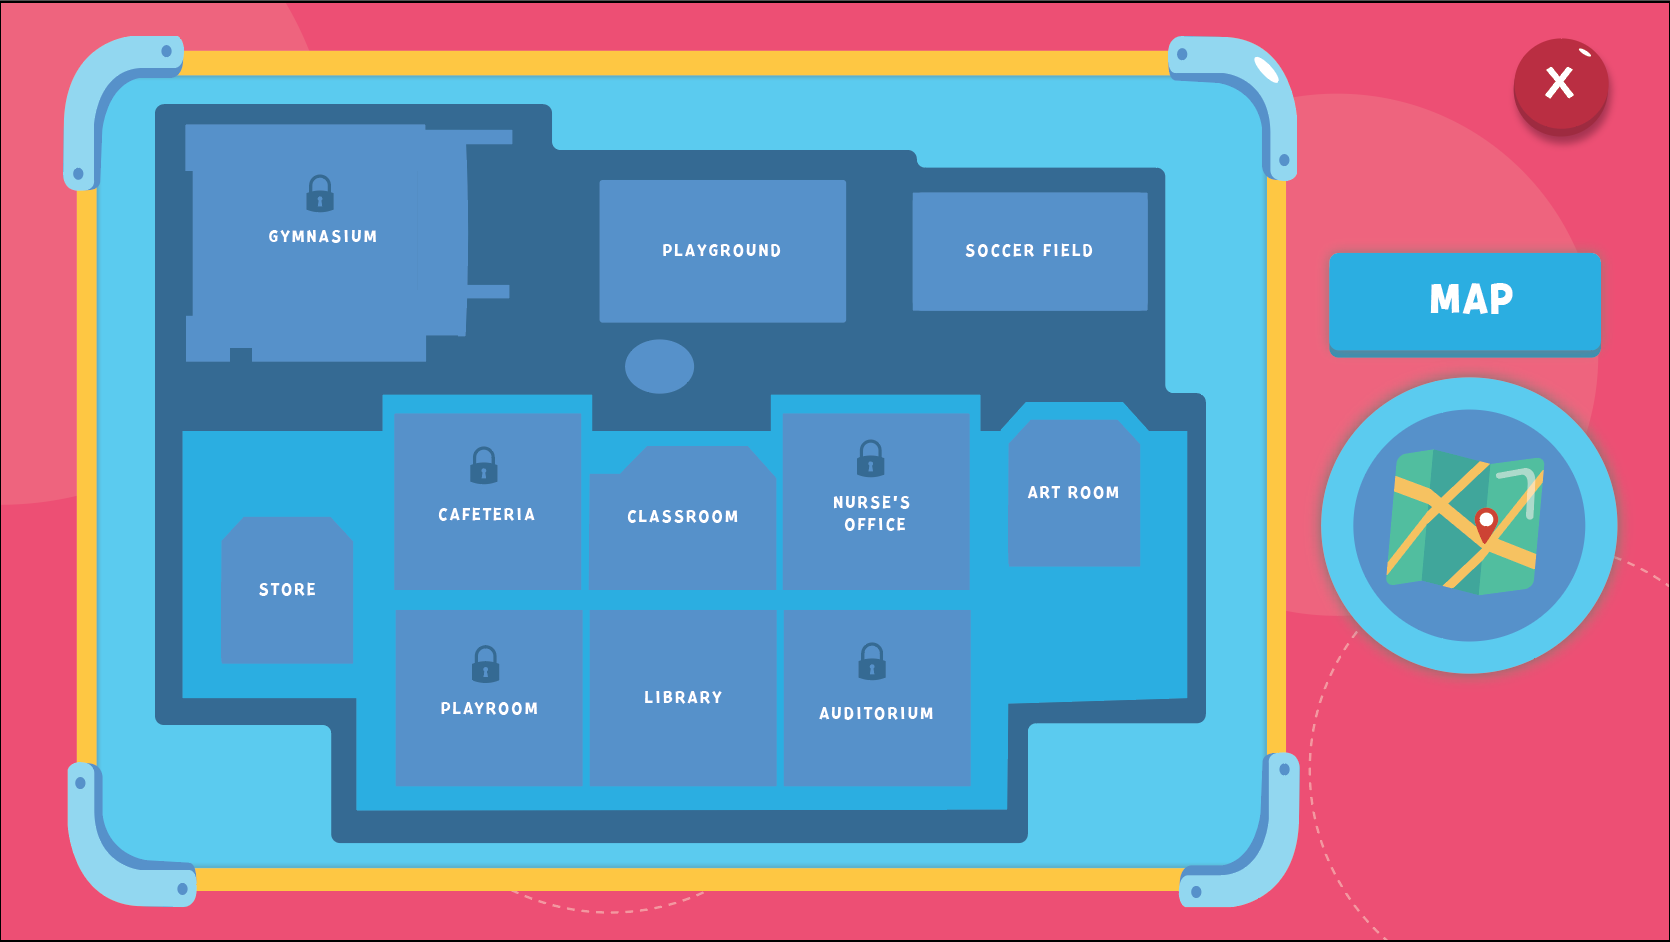 X
GYMNASIUM
PLAYGROUND
SOCCER FIELD
MAP
CAFETERIA
CLASSROOM
NURSE'S
OFFICE
ART ROOM
STORE
PLAYROOM
LIBRARY
AUDITORIUM